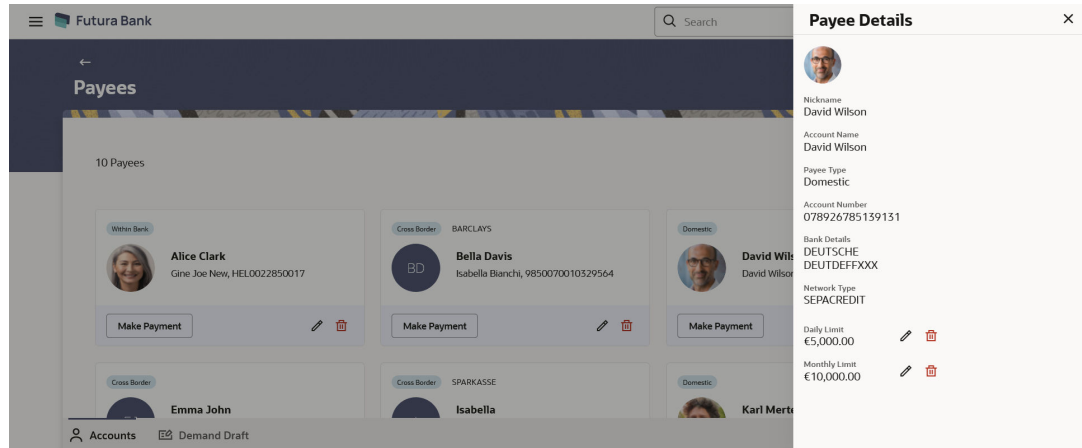 Futura Bank
Search
Payees
10 Payees
Within Bank
Alice Clark
Gine Joe New, HEL0022850017
Make Payment
Cross Border BARCLAYS
BD
Bella Davis
Isabella Bianchi, 9850070010329564
Make Payment
Domestic
David Wils
David Wilson
Make Payment
Cross Border
Emma John
Cross Border SPARKASSE
Isabella
Domestic
Karl Merte
Accounts
Demand Draft
Payee Details
Nickname
David Wilson
Account Name
David Wilson
Payee Type
Domestic
Account Number
078926785139131
Bank Details
DEUTSCHE
DEUTDEFFXXX
Network Type
SEPACREDIT
Daily Limit
€5,000.00
Monthly Limit
€10,000.00